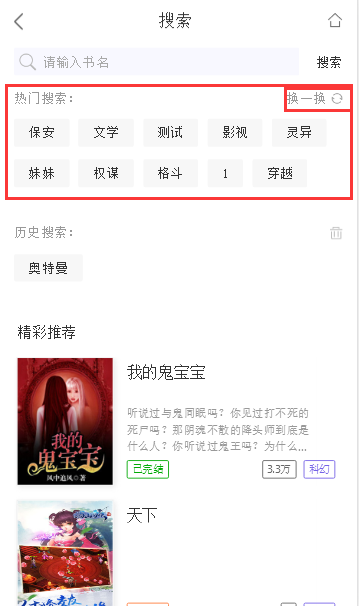 搜索
请输入书名 搜索
热门搜索： 换一换
保安 文学 测试 影视 灵异
妹妹 权谋 格斗 1 穿越
历史搜索：
奥特曼
精彩推荐
我的鬼宝宝
听说过与鬼同眠吗？你见过打不死的
死尸吗？那阴魂不散的降头师到底是
什么人？你听说过鬼王吗？为什么...
已完结 3.3万 科幻
我的
鬼宝宝
风中追风◎著
天下